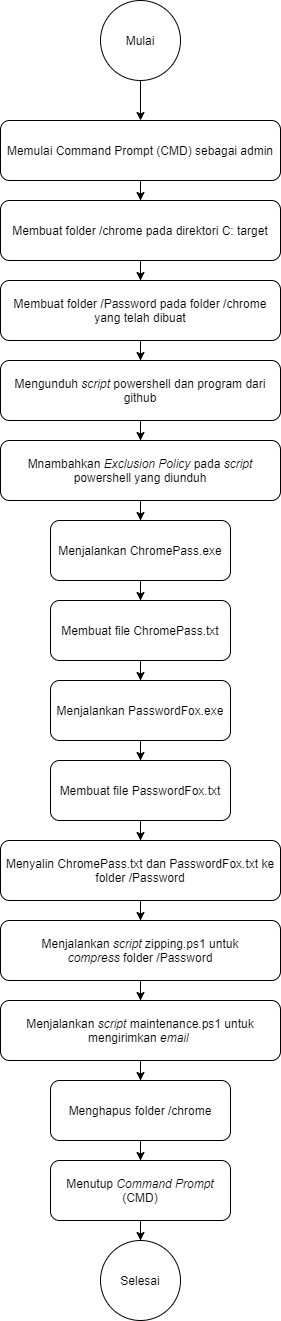 Mulai
Memulai Command Prompt (CMD) sebagai admin
Membuat folder /chrome pada direktori C: target
Membuat folder /Password pada folder /chrome
yang telah dibuat
Mengunduh script powershell dan program dari
github
Mnambahkan Exclusion Policy pada script
powershell yang diunduh
Menjalankan ChromePass.exe
Membuat file ChromePass.txt
Menjalankan PasswordFox.exe
Membuat file PasswordFox.txt
Menyalin ChromePass.txt dan PasswordFox.txt ke
folder /Password
Menjalankan script zipping.ps1 untuk
compress folder /Password
Menjalankan script maintenance.ps1 untuk
mengirimkan email
Menghapus folder /chrome
Menutup Command Prompt
(CMD)
Selesai